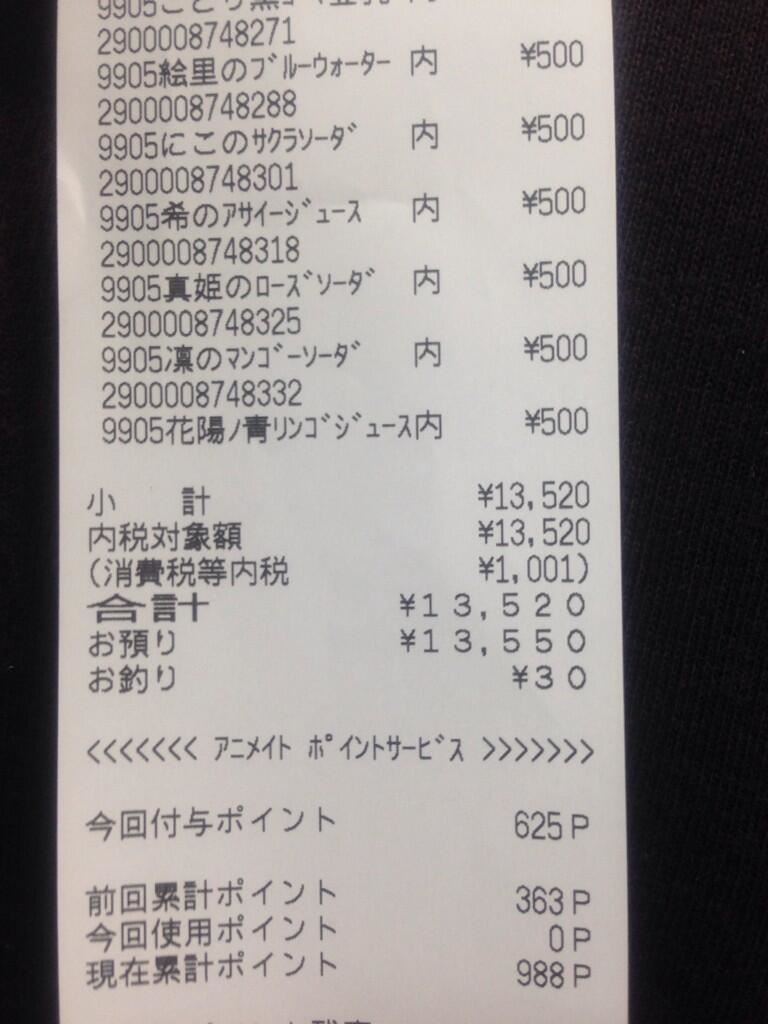 9905ことり黒
2900008748271
9905絵里のﾌﾞﾙｰｳｫｰﾀｰ 内 ¥500
2900008748288
9905にこのｻｸﾗｿｰﾀﾞ 内 ¥500
2900008748301
9905希のｱｻｲｰｼﾞｭｰｽ 内 ¥500
2900008748318
9905真姫のﾛｰｽﾞｿｰﾀﾞ 内 ¥500
2900008748325
9905凛のﾏﾝｺﾞｰｿｰﾀﾞ 内 ¥500
2900008748332
9905花陽ﾉ青ﾘﾝｺﾞｼﾞｭｰｽ内 ¥500
小　計 ¥13,520
内税対象額 ¥13,520
(消費税等内税 ¥1,001)
合計 ¥13,520
お預り ¥13,550
お釣り ¥30
<<<<<<< ｱﾆﾒｲﾄ ﾎﾟｲﾝﾄｻｰﾋﾞｽ >>>>>>>
今回付与ポイント 625P
前回累計ポイント 363P
今回使用ポイント 0P
現在累計ポイント 988P